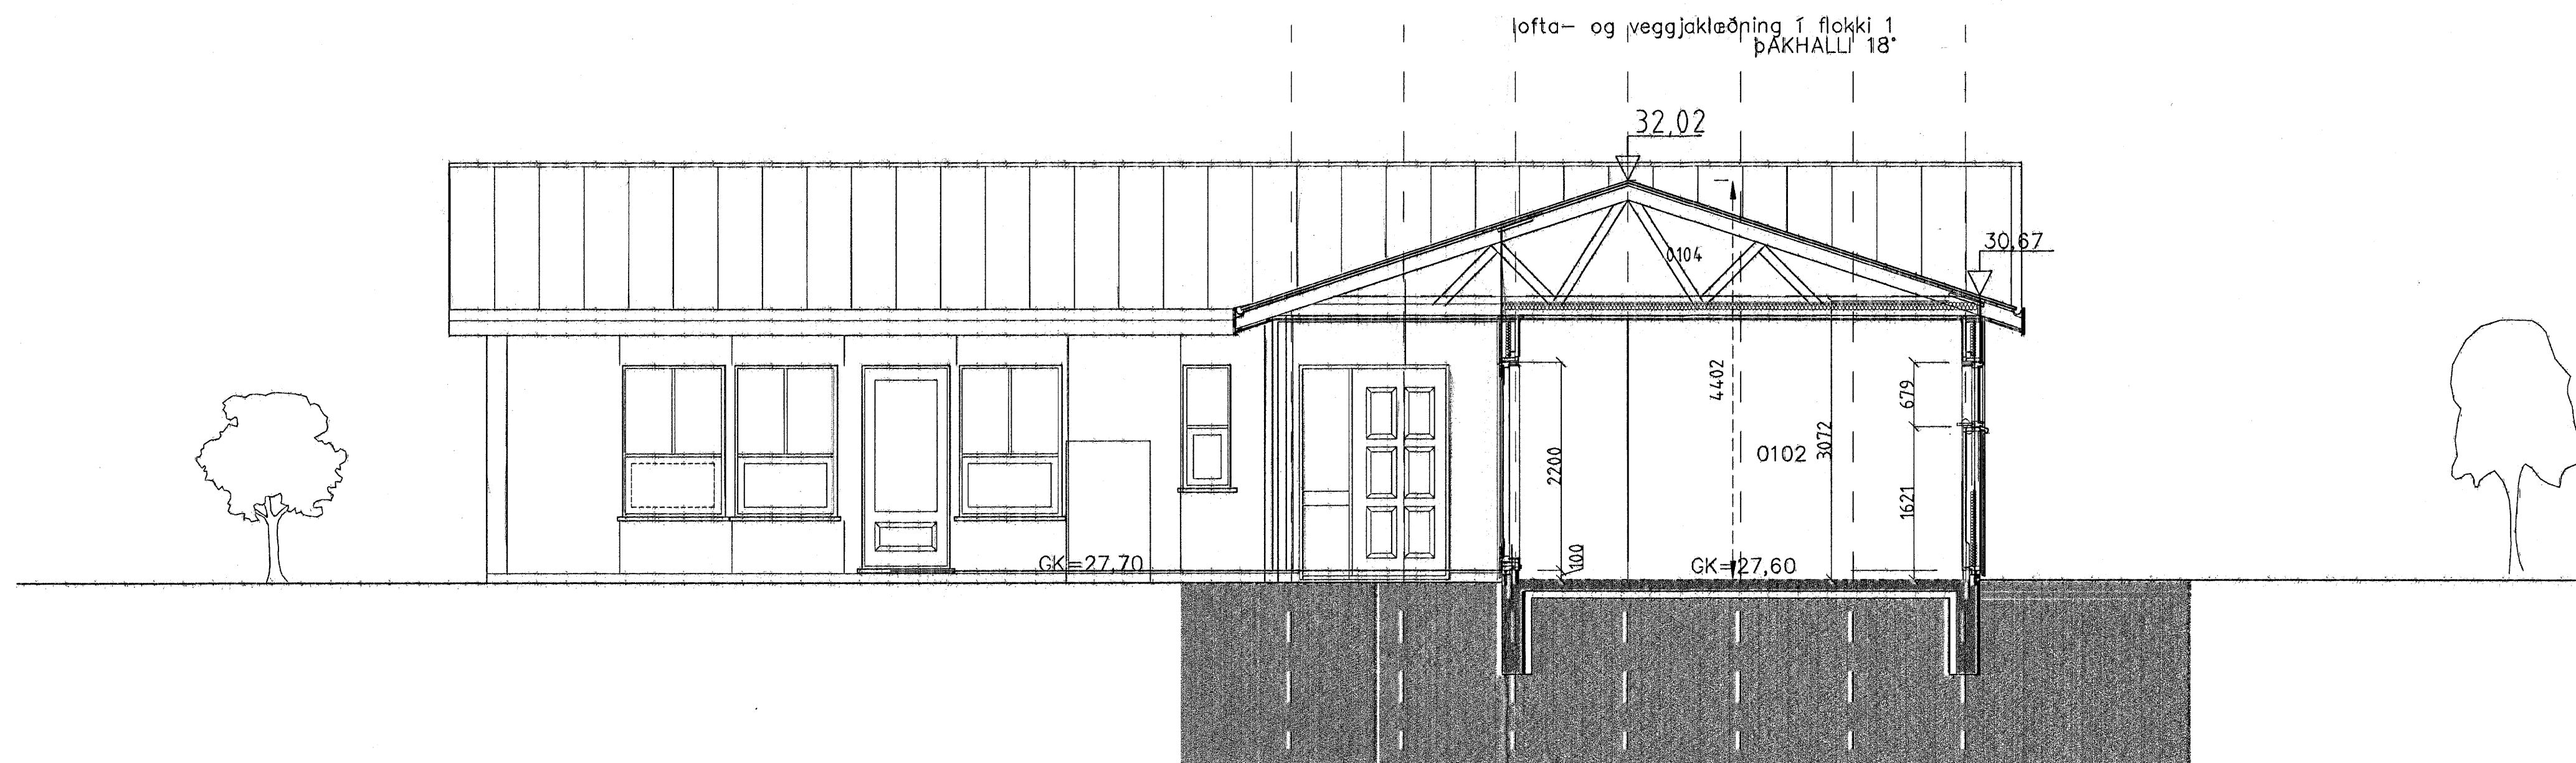 lofta- og veggjaklæðning í flokki 1
ÞAKHALLI 18°
32,02
30,67
0104
4402
679
3072
0102
2200
1621
100
GK=27,70
GK=27,60